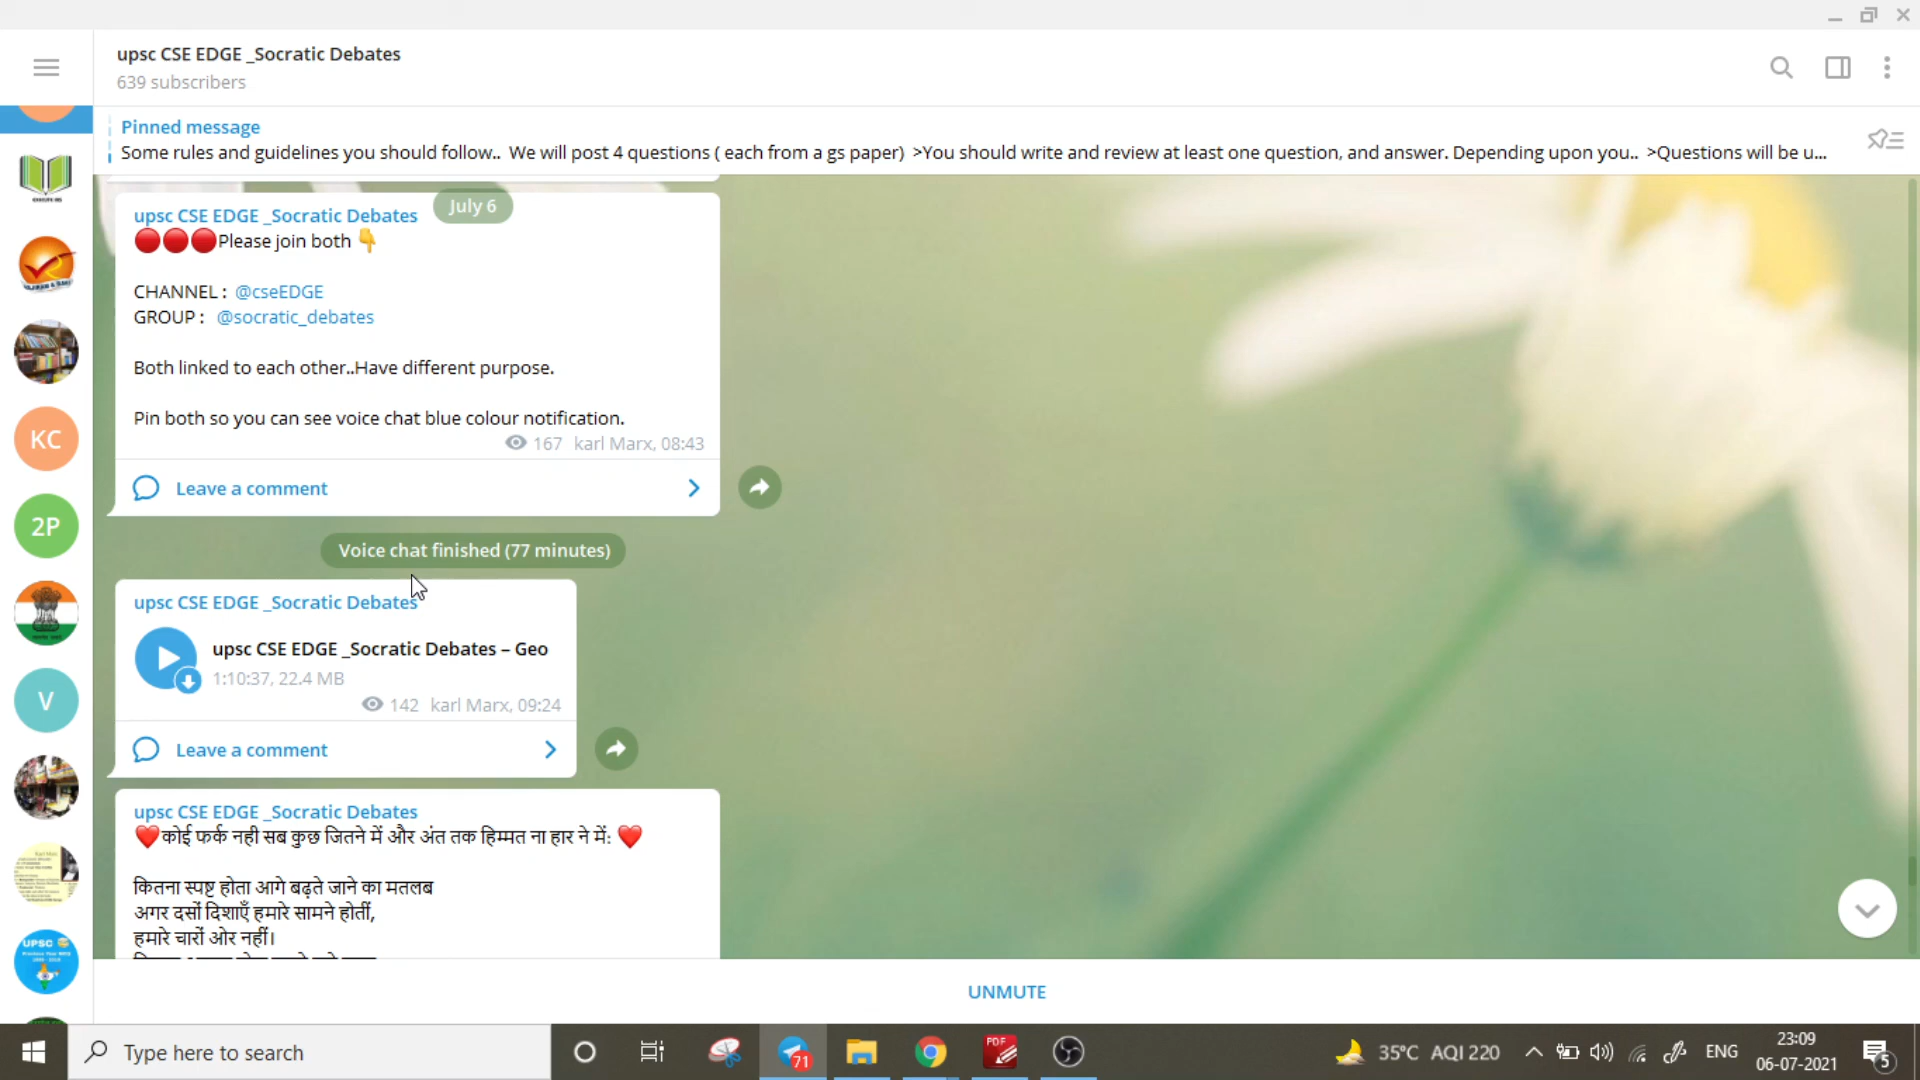 upsc CSE EDGE _Socratic Debates
639 subscribers
Pinned message
Some rules and guidelines you should follow.. We will post 4 questions ( each from a gs paper) >You should write and review at least one question, and answer. Depending upon you.. >Questions will be u...
July 6
upsc CSE EDGE _Socratic Debates
Please join both
CHANNEL : @cseEDGE
GROUP : @socratic_debates
Both linked to each other..Have different purpose.
Pin both so you can see voice chat blue colour notification.
167 karl Marx, 08:43
Leave a comment
KC
2P
Voice chat finished (77 minutes)
upsc CSE EDGE _Socratic Debates
upsc CSE EDGE _Socratic Debates – Geo
1:10:37, 22.4 MB
142 karl Marx, 09:24
V
Leave a comment
upsc CSE EDGE _Socratic Debates
कोई फर्क नही सब कुछ जितने में और अंत तक हिम्मत ना हार ने में:
कितना स्पष्ट होता आगे बढ़ते जाने का मतलब
अगर दसों दिशाएँ हमारे सामने होतीं,
हमारे चारों ओर नहीं।
UPSC
UNMUTE
Type here to search
71
PDF
35°C AQI 220
ENG
23:09
06-07-2021
5